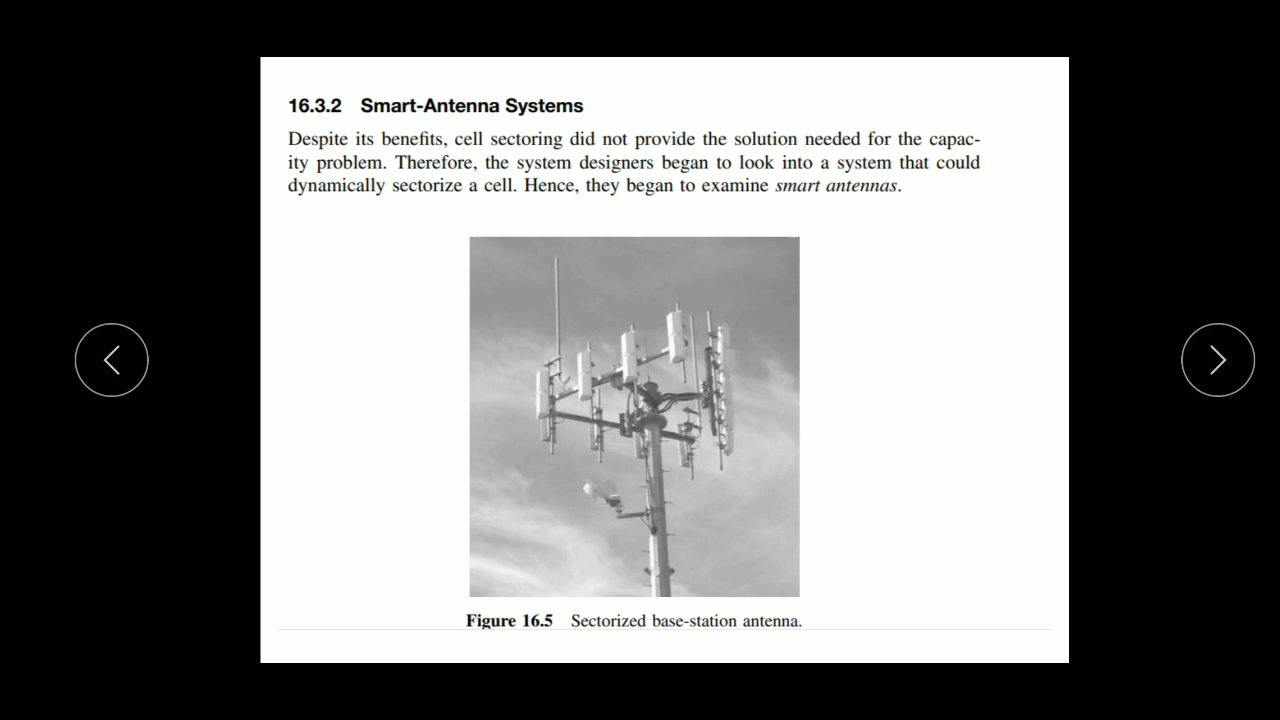 16.3.2 Smart-Antenna Systems
Despite its benefits, cell sectoring did not provide the solution needed for the capac-
ity problem. Therefore, the system designers began to look into a system that could
dynamically sectorize a cell. Hence, they began to examine smart antennas.
Figure 16.5 Sectorized base-station antenna.